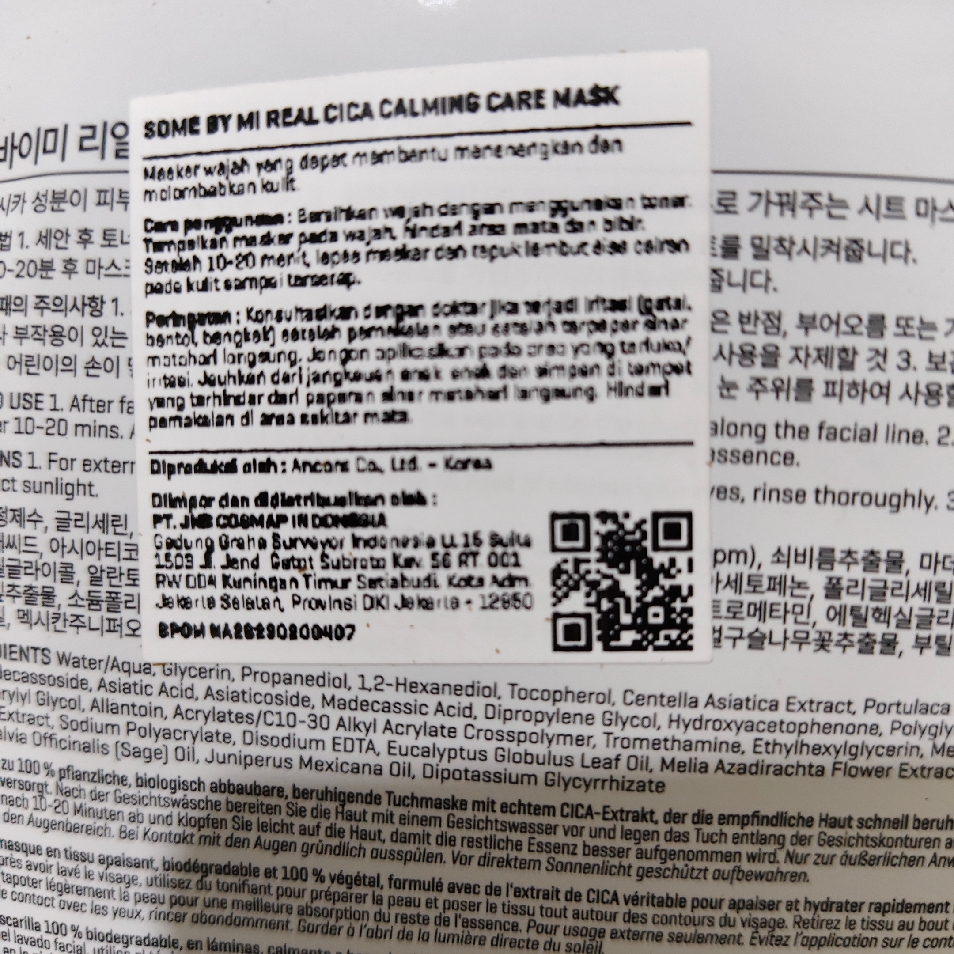 SOME BY MI REAL CICA CALMING CARE MASK
Masker wajah yang dapat membantu menenangkan dan
melembabkan kulit.
Cara penggunaan : Bersihkan wajah dengan menggunakan toner.
Tempelkan masker pada wajah, hindari area mata dan bibir.
Setelah 10-20 menit, lepas masker dan tepuk lembut sisa cairan
pada kulit sampai terserap.
Peringatan : Konsultasikan dengan dokter jika terjadi iritasi (gatal,
bentol, bengkak) setelah pemakaian atau setelah terpapar sinar
matahari langsung. Jangan aplikasikan pada area yang terluka/
iritasi. Jauhkan dari jangkauan anak anak dan simpan di tempat
yang terhindar dari paparan sinar matahari langsung. Hindari
pemakaian di area sekitar mata.
Diproduksi oleh : Ancors Co., Ltd. - Korea
Diimpor dan didistribusikan oleh :
PT. JMB COSMAP INDONESIA
Gedung Graha Surveyor Indonesia Lt. 16 Suite
1503 Jl. Jend Gatot Subroto Kav. 56 RT 001
RW 004 Kuningan Timur Setiabudi, Kota Adm.
Jakarta Selatan, Provinsi DKI Jakarta - 12950
BPOM NA26190200407
바이미 리얼
시카 성분이 피부
로 가꿔주는 시트 마스
법 1. 세안 후 토너
를 밀착시켜줍니다.
0-20분 후 마스크
줍니다.
의 주의사항 1.
은 반점, 부어오름 또는
부작용이 있는
사용을 자제할 것 3. 보관
어린이의 손이
눈 주위를 피하여 사용할
USE 1. After fa
along the facial line. 2.
er 10-20 mins.
essence.
NS 1. For extern
yes, rinse thoroughly. 3
ct sunlight.
정제수, 글리세린,
pm), 쇠비름추출물, 마데
애씨드, 아시아티코
아세토페논, 폴리글리세릴
글라이콜, 알란토
트로메타민, 에틸헥실글리
추출물, 소듐폴리
멀구슬나무꽃추출물, 부틸
멕시칸주니퍼오
DIENTS Water/Aqua, Glycerin, Propanediol, 1,2-Hexanediol, Tocopherol, Centella Asiatica Extract, Portulaca
decassoside, Asiatic Acid, Asiaticoside, Madecassic Acid, Dipropylene Glycol, Hydroxyacetophenone, Polygly
rylyl Glycol, Allantoin, Acrylates/C10-30 Alkyl Acrylate Crosspolymer, Tromethamine, Ethylhexylglycerin, Me
Extract, Sodium Polyacrylate, Disodium EDTA, Eucalyptus Globulus Leaf Oil, Melia Azadirachta Flower Extrac
alvia Officinalis (Sage) Oil, Juniperus Mexicana Oil, Dipotassium Glycyrrhizate
zu 100 % pflanzliche, biologisch abbaubare, beruhigende Tuchmaske mit echtem CICA-Extrakt, der die empfindliche Haut schnell beruh
versorgt. Nach der Gesichtswäsche bereiten Sie die Haut mit einem Gesichtswasser vor und legen das Tuch entlang der Gesichtskonturen a
nach 10-20 Minuten ab und klopfen Sie leicht auf die Haut, damit die restliche Essenz besser aufgenommen wird. Nur zur äußerlichen Anw
den Augenbereich. Bei Kontakt mit den Augen gründlich ausspülen. Vor direktem Sonnenlicht geschützt aufbewahren.
masque en tissu apaisant, biodégradable et 100 % végétal, formulé avec de l'extrait de CICA véritable pour apaiser et hydrater rapidement
près avoir lavé le visage, utilisez du tonifiant pour préparer la peau et poser le tissu tout autour des contours du visage. Retirez le tissu au bout
tapoter légèrement la peau pour une meilleure absorption du reste de l'essence. Pour usage externe seulement. Évitez l'application sur le cont
e contact avec les yeux, rincer abondamment. Garder à l'abri de la lumière directe du soleil.
scarilla 100 % biodegradable, en láminas, calmante
el lavado facial,